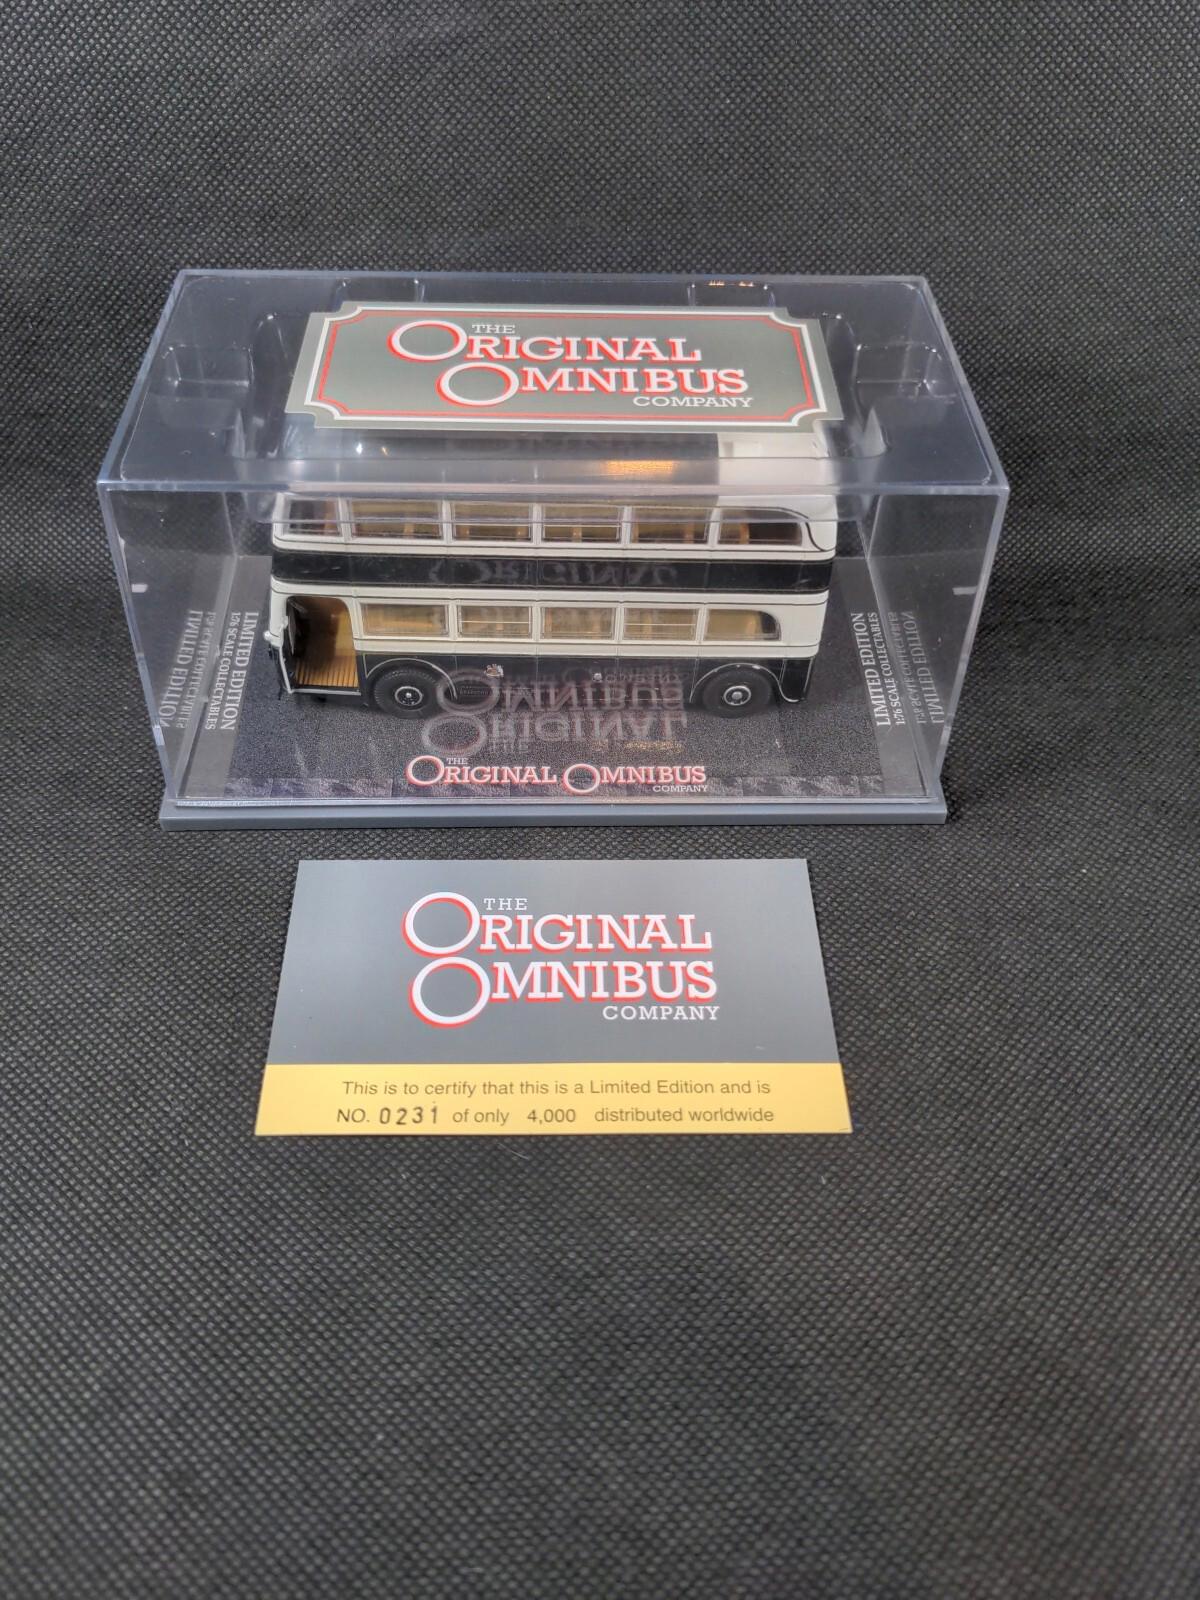 THE
ORIGINAL
OMNIBUS
COMPANY
LIMITED EDITION
1:76 SCALE COLLECTABLES
LIMITED EDITION
1:76 SCALE COLLECTABLES
THE
ORIGINAL OMNIBUS
COMPANY
THE
ORIGINAL
OMNIBUS
COMPANY
This is to certify that this is a Limited Edition and is
NO. 0231 of only 4,000 distributed worldwide